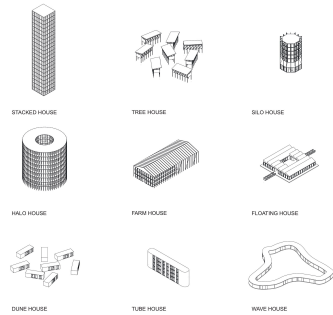 STACKED HOUSE
TREE HOUSE
SILO HOUSE
HALO HOUSE
FARM HOUSE
FLOATING HOUSE
DUNE HOUSE
TUBE HOUSE
WAVE HOUSE